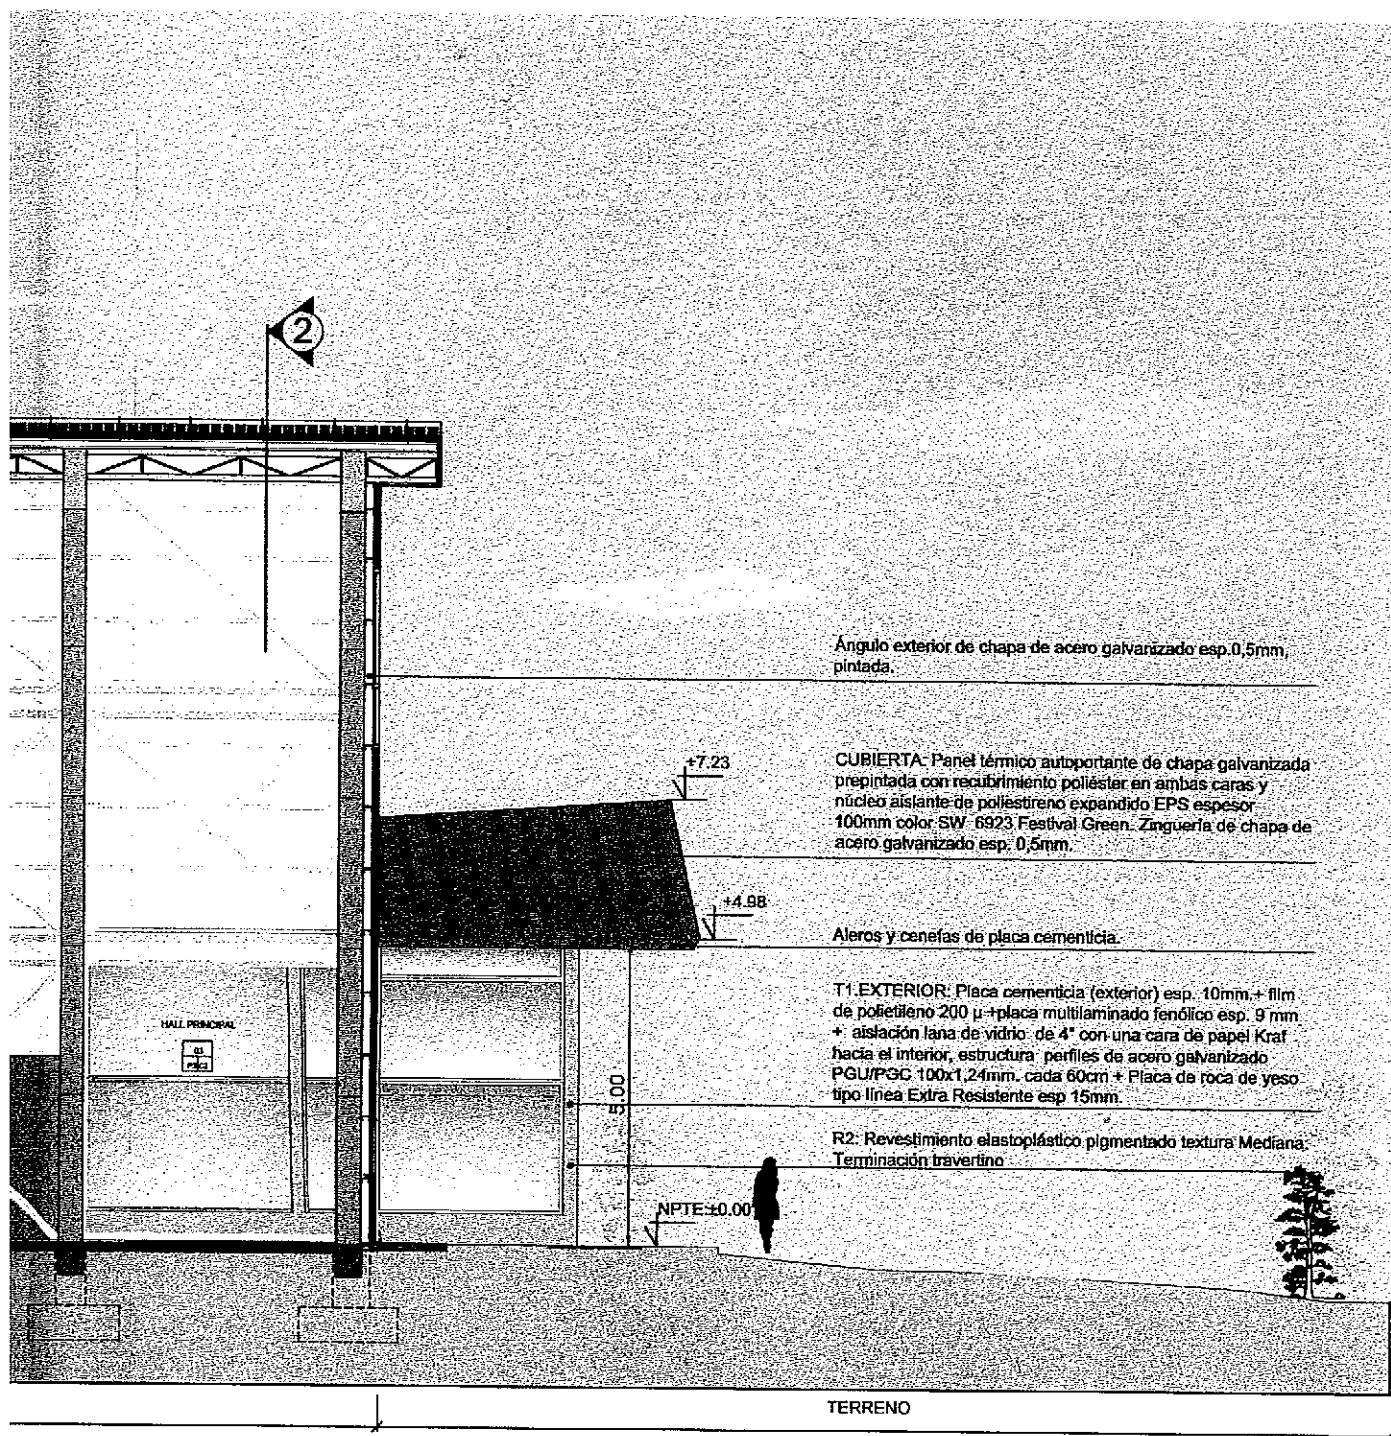 2
Ángulo exterior de chapa de acero galvanizado esp.0,5mm,
pintada.
+7.23
CUBIERTA: Panel térmico autoportante de chapa galvanizada
prepintada con recubrimiento poliéster en ambas caras y
núcleo aislante de poliestireno expandido EPS espesor
100mm color SW 6923 Festival Green. Zinguería de chapa de
acero galvanizado esp. 0,5mm.
+4.98
Aleros y cenefas de placa cementicia.
T1.EXTERIOR: Placa cementicia (exterior) esp. 10mm.+ film
de polietileno 200 µ +placa multilaminado fenólico esp. 9 mm
+ aislación lana de vidrio de 4" con una cara de papel Kraf
hacia el interior, estructura perfiles de acero galvanizado
PGU/PGC 100x1,24mm. cada 60cm + Placa de roca de yeso
tipo línea Extra Resistente esp 15mm.
HALL PRINCIPAL
03
5.00
R2: Revestimiento elastoplástico pigmentado textura Mediana.
Terminación travertino
NPTE:±0.00
TERRENO